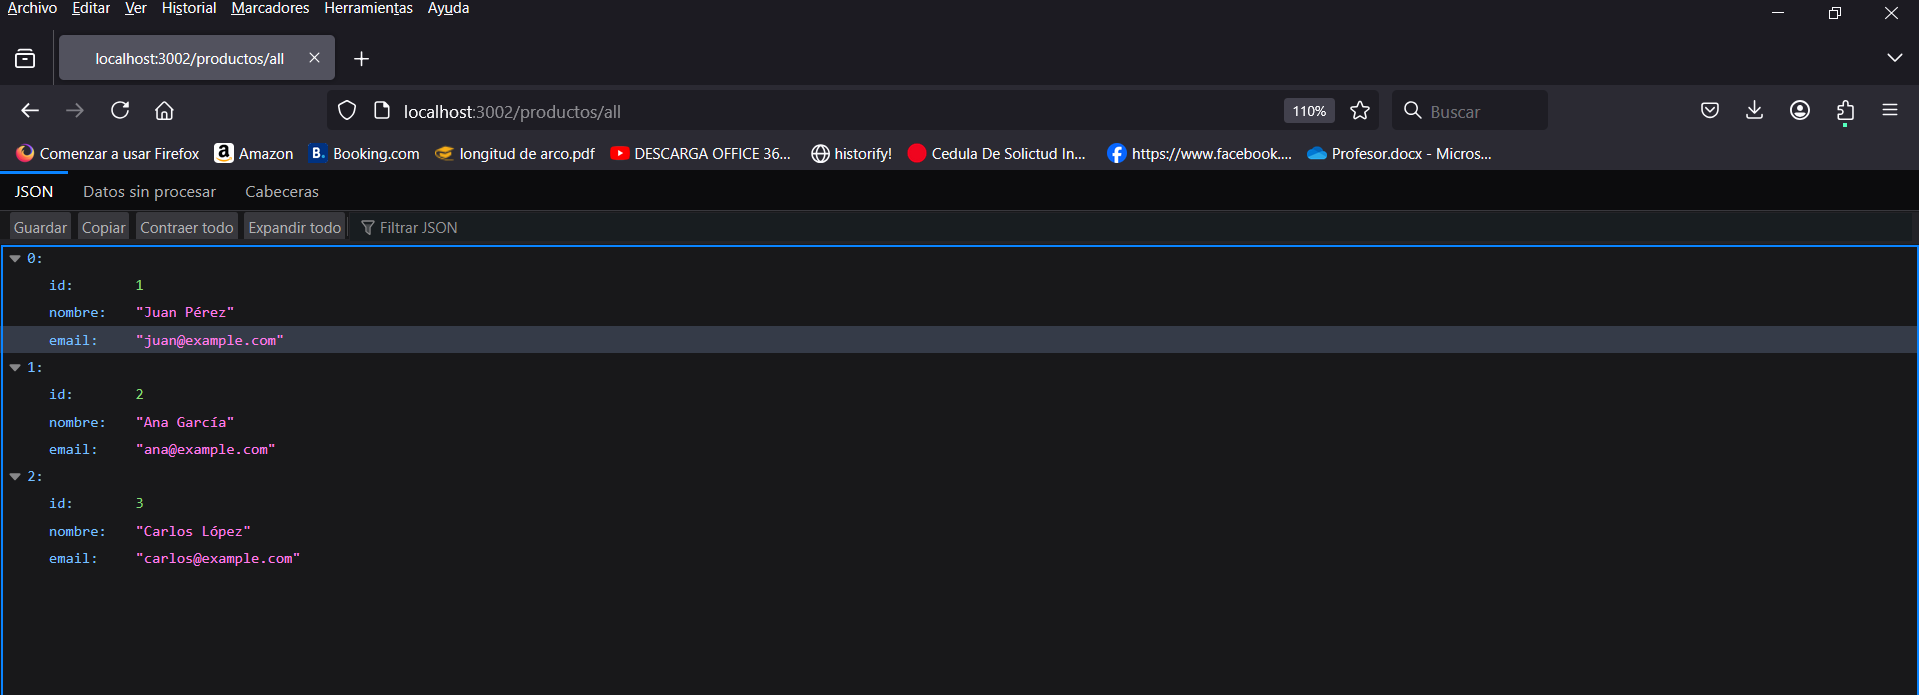 Archivo Editar Ver Historial Marcadores Herramientas Ayuda
localhost:3002/productos/all
localhost:3002/productos/all 110% Buscar
Comenzar a usar Firefox a Amazon B. Booking.com longitud de arco.pdf DESCARGA OFFICE 36... historify! Cedula De Solictud In... https://www.facebook.... Profesor.docx - Micros...
JSON Datos sin procesar Cabeceras
Guardar Copiar Contraer todo Expandir todo Filtrar JSON
0:
id: 1
nombre: "Juan Pérez"
email: "juan@example.com"
1:
id: 2
nombre: "Ana García"
email: "ana@example.com"
2:
id: 3
nombre: "Carlos López"
email: "carlos@example.com"